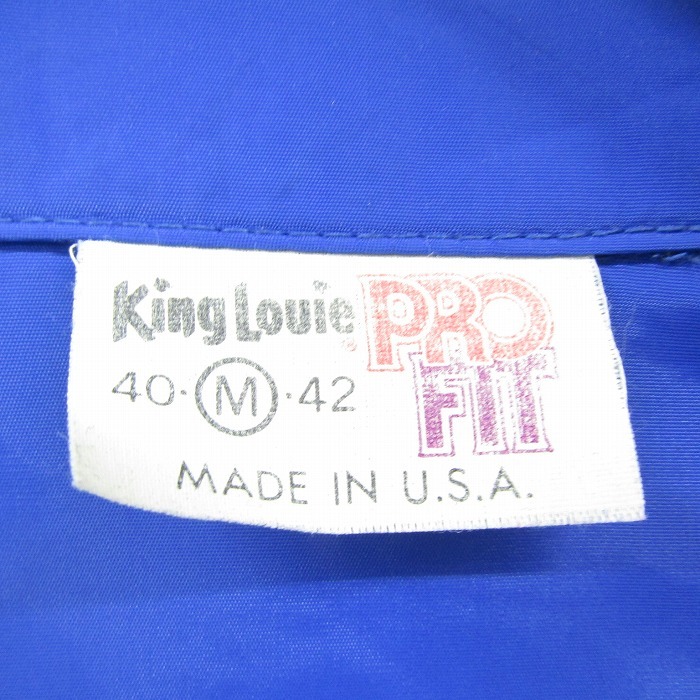 King Louie® PRO
FIT
40·M·42
MADE IN U.S.A.